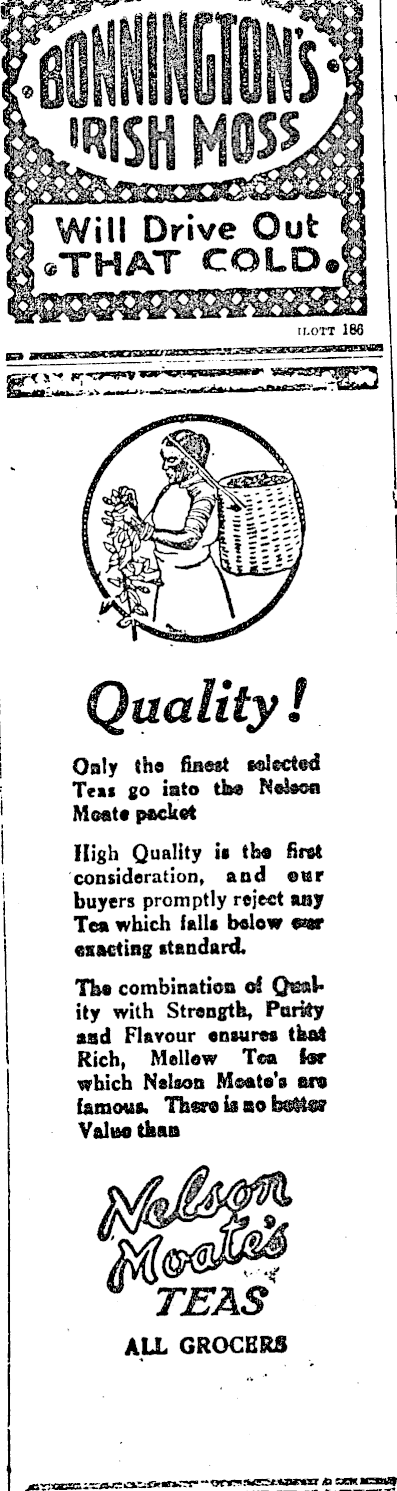 BONNINGTON'S
IRISH MOSS
Will Drive Out
THAT COLD.
ILOTT 186
Quality!
Only the finest selected
Teas go into the Nelson
Moate packet
High Quality is the first
consideration, and our
buyers promptly reject any
Tea which falls below our
exacting standard.
The combination of Qual-
ity with Strength, Purity
and Flavour ensures that
Rich, Mellow Tea for
which Nelson Moate's are
famous. There is no better
Value than
Nelson
Moate's
TEAS
ALL GROCERS